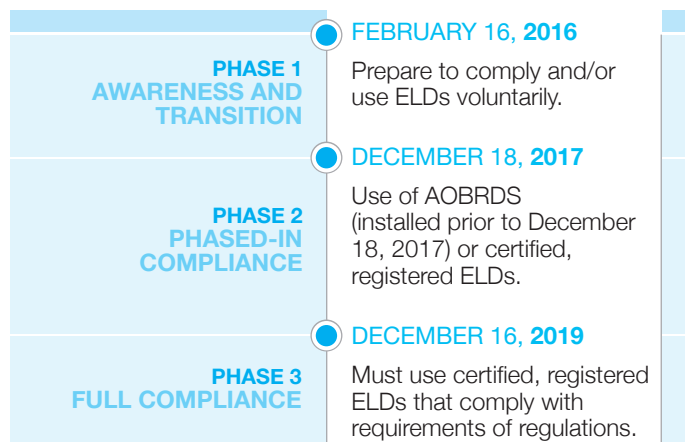 FEBRUARY 16, 2016
PHASE 1
AWARENESS AND
TRANSITION
Prepare to comply and/or
use ELDs voluntarily.
DECEMBER 18, 2017
PHASE 2
PHASED-IN
COMPLIANCE
Use of AOBRDS
(installed prior to December
18, 2017) or certified,
registered ELDs.
DECEMBER 16, 2019
PHASE 3
FULL COMPLIANCE
Must use certified, registered
ELDs that comply with
requirements of regulations.